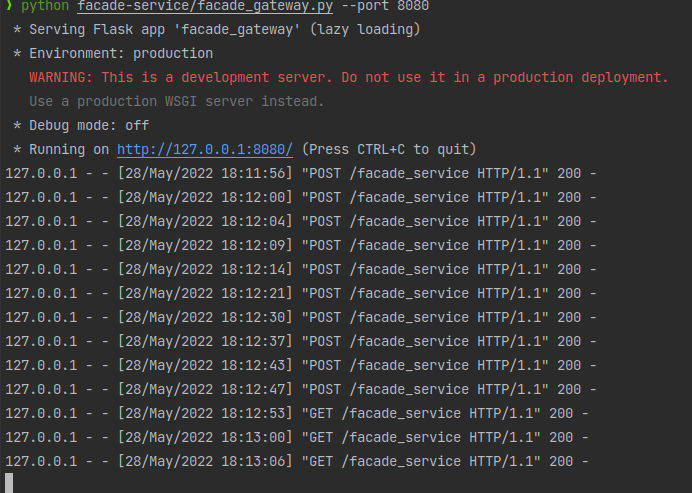 ❯ python facade-service/facade_gateway.py --port 8080
* Serving Flask app 'facade_gateway' (lazy loading)
* Environment: production
WARNING: This is a development server. Do not use it in a production deployment.
Use a production WSGI server instead.
* Debug mode: off
* Running on http://127.0.0.1:8080/ (Press CTRL+C to quit)
127.0.0.1 - - [28/May/2022 18:11:56] "POST /facade_service HTTP/1.1" 200 -
127.0.0.1 - - [28/May/2022 18:12:00] "POST /facade_service HTTP/1.1" 200 -
127.0.0.1 - - [28/May/2022 18:12:04] "POST /facade_service HTTP/1.1" 200 -
127.0.0.1 - - [28/May/2022 18:12:09] "POST /facade_service HTTP/1.1" 200 -
127.0.0.1 - - [28/May/2022 18:12:14] "POST /facade_service HTTP/1.1" 200 -
127.0.0.1 - - [28/May/2022 18:12:21] "POST /facade_service HTTP/1.1" 200 -
127.0.0.1 - - [28/May/2022 18:12:30] "POST /facade_service HTTP/1.1" 200 -
127.0.0.1 - - [28/May/2022 18:12:37] "POST /facade_service HTTP/1.1" 200 -
127.0.0.1 - - [28/May/2022 18:12:43] "POST /facade_service HTTP/1.1" 200 -
127.0.0.1 - - [28/May/2022 18:12:47] "POST /facade_service HTTP/1.1" 200 -
127.0.0.1 - - [28/May/2022 18:12:53] "GET /facade_service HTTP/1.1" 200 -
127.0.0.1 - - [28/May/2022 18:13:00] "GET /facade_service HTTP/1.1" 200 -
127.0.0.1 - - [28/May/2022 18:13:06] "GET /facade_service HTTP/1.1" 200 -